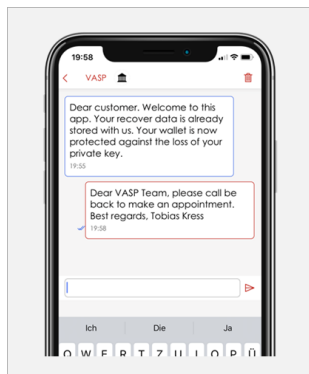 19:58
VASP
Dear customer. Welcome to this
app. Your recover data is already
stored with us. Your wallet is now
protected against the loss of your
private key.
19:55
Dear VASP Team, please call be
back to make an appointment.
Best regards, Tobias Kress
19:58
Ich Die Ja
Q W E R T Z U I O P Ü